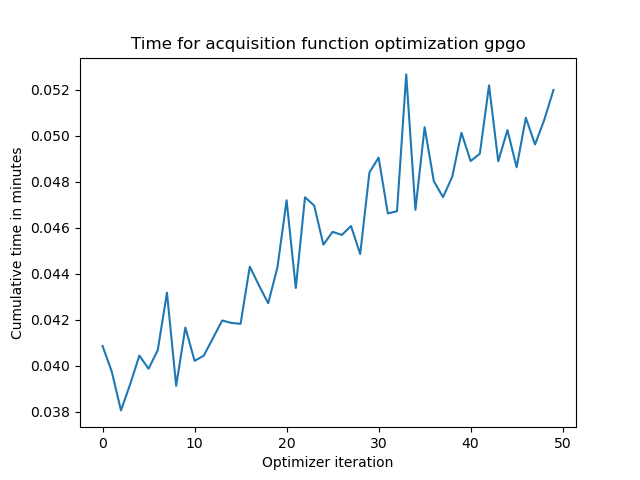 Time for acquisition function optimization gpgo
Cumulative time in minutes
0.052
0.050
0.048
0.046
0.044
0.042
0.040
0.038
0 10 20 30 40 50
Optimizer iteration